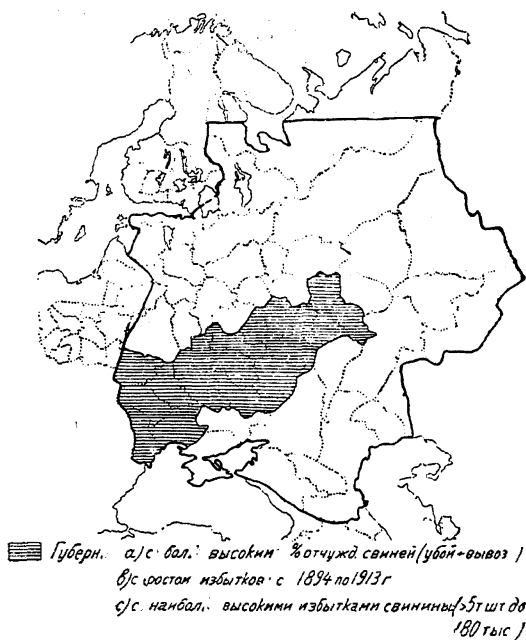 Губерн. а) с бол. высоким % отчужд свиней (убой+вывоз)
в) с ростом избытков с 1894 по 1913 г
с) с наибол. высокими избытками свинины (>5т шт до
180 тыс)